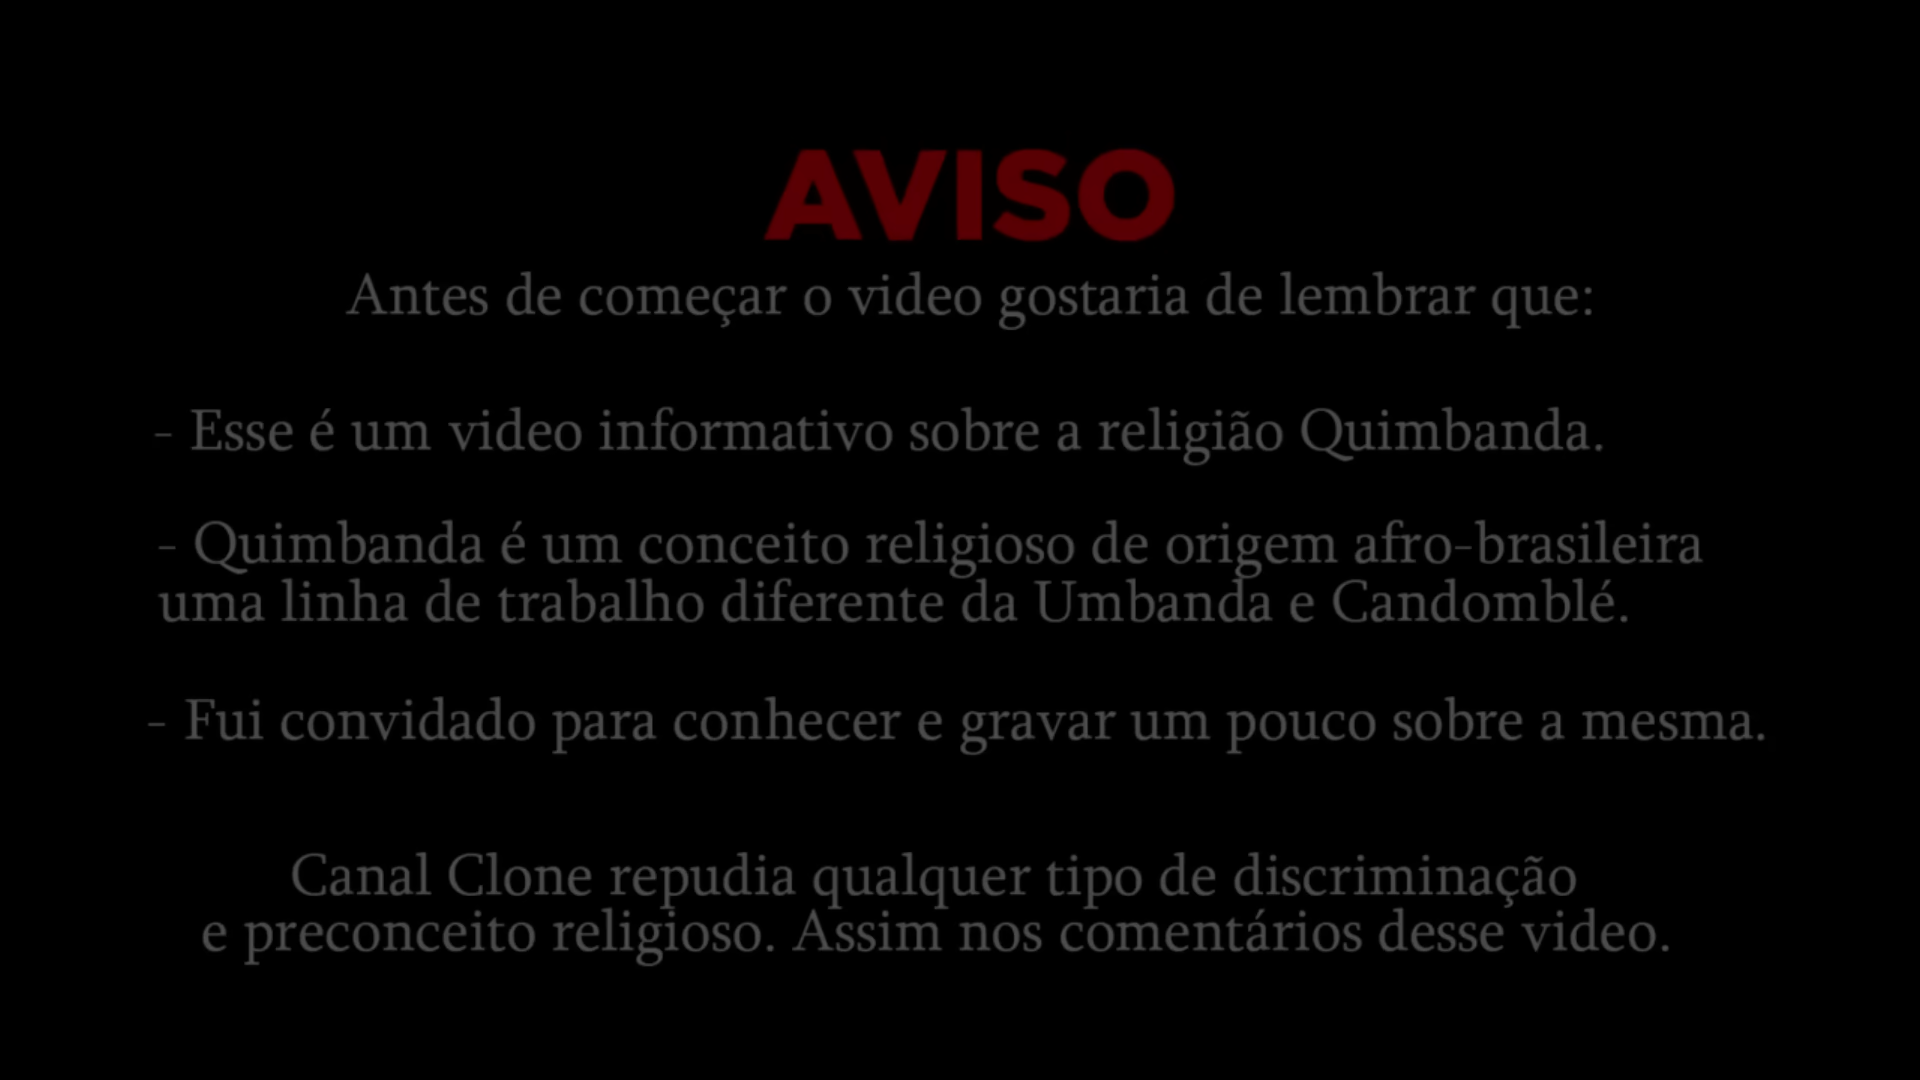 AVISO
Antes de começar o video gostaria de lembrar que:
- Esse é um video informativo sobre a religião Quimbanda.
- Quimbanda é um conceito religioso de origem afro-brasileira
uma linha de trabalho diferente da Umbanda e Candomblé.
- Fui convidado para conhecer e gravar um pouco sobre a mesma.
Canal Clone repudia qualquer tipo de discriminação
e preconceito religioso. Assim nos comentários desse video.